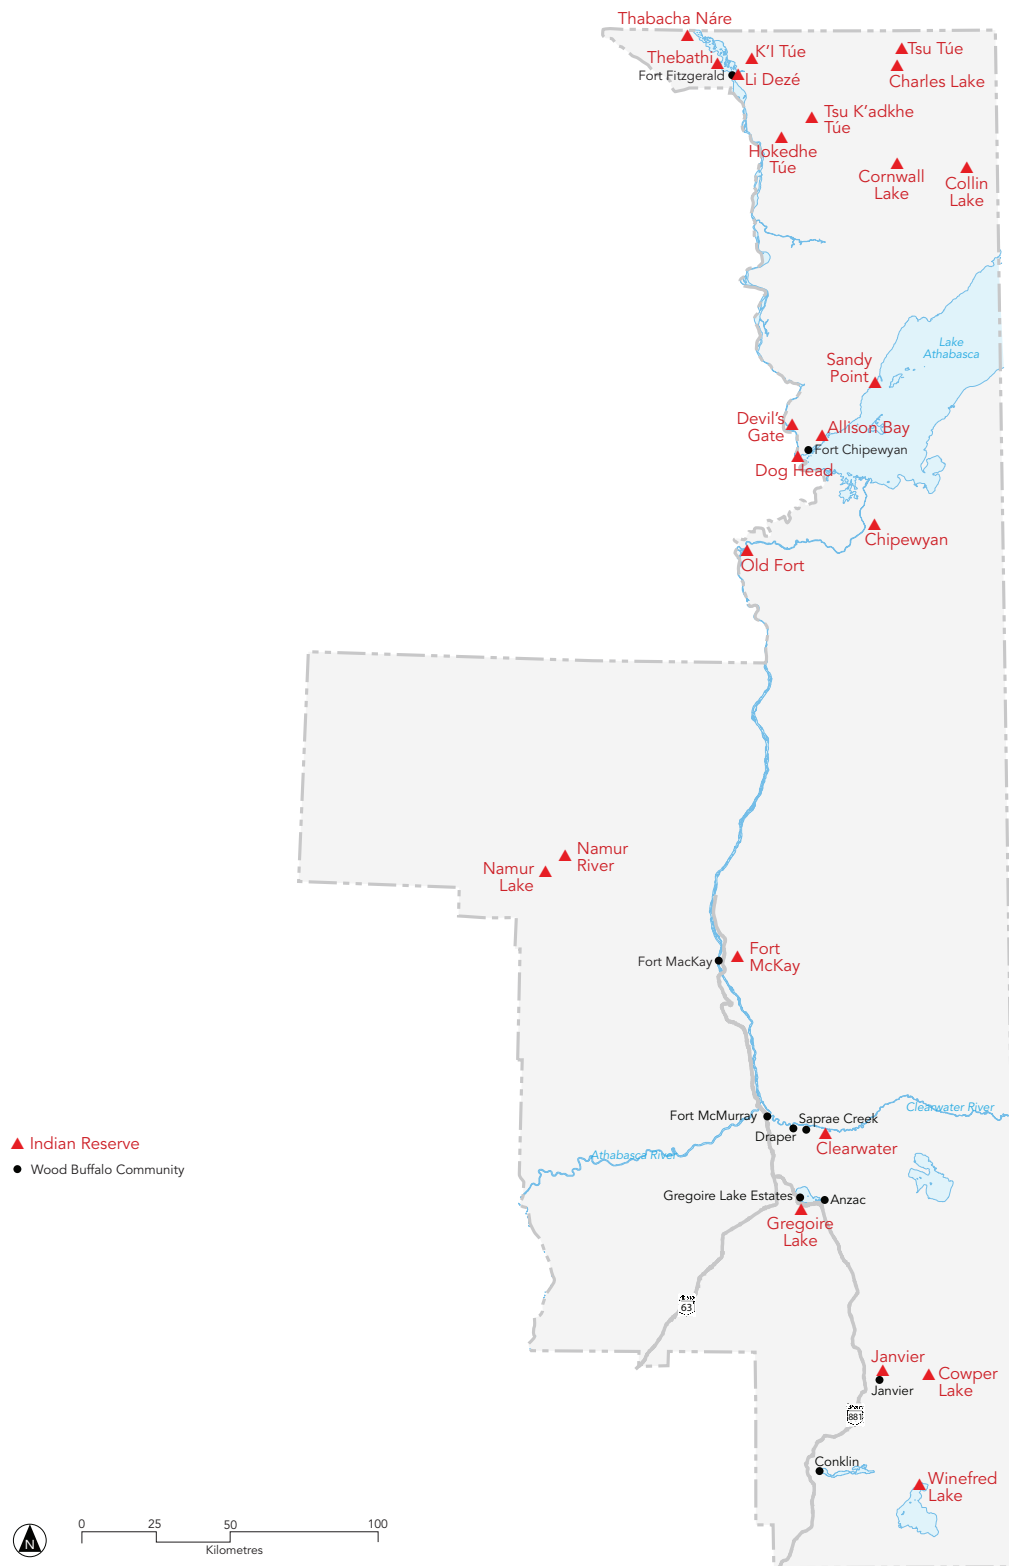 Thabacha Náre
Thebathi
K'I Túe
Tsu Túe
Fort Fitzgerald
Li Dezé
Charles Lake
Tsu K'adkhe
Túe
Hokedhe
Túe
Cornwall
Lake
Collin
Lake
Lake
Athabasca
Sandy
Point
Devil's
Gate
Allison Bay
Fort Chipewyan
Dog Head
Chipewyan
Old Fort
Namur
River
Namur
Lake
Fort
McKay
Fort MacKay
Clearwater River
Fort McMurray
Saprae Creek
Draper
Clearwater
Athabasca River
Indian Reserve
Wood Buffalo Community
Gregoire Lake Estates
Anzac
Gregoire
Lake
63
Janvier
Cowper
Lake
Janvier
881
Conklin
Winefred
Lake
N
0 25 50 100
Kilometres